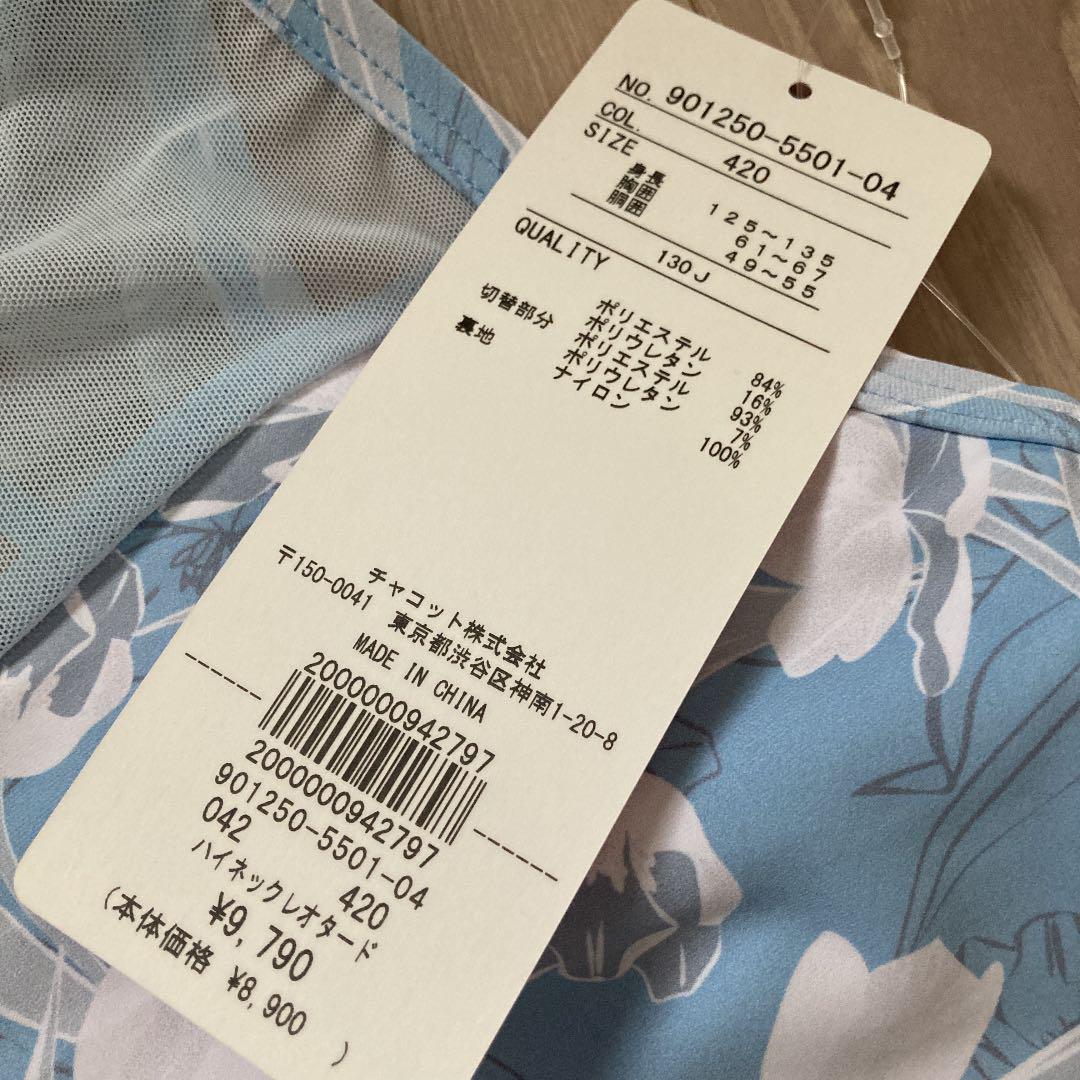 NO. 901250-5501-04
COL. 420
SIZE
身長 125~135
胸囲 61~67
胴囲 49~55
130J
QUALITY
ポリエステル 84%
ポリウレタン 16%
切替部分 ポリエステル 93%
ポリウレタン 7%
裏地 ナイロン 100%
チャコット株式会社
〒150-0041 東京都渋谷区神南1-20-8
MADE IN CHINA
2000000942797
2000000942797
901250-5501-04
042 420
ハイネックレオタード
¥9,790
(本体価格 ¥8,900 )